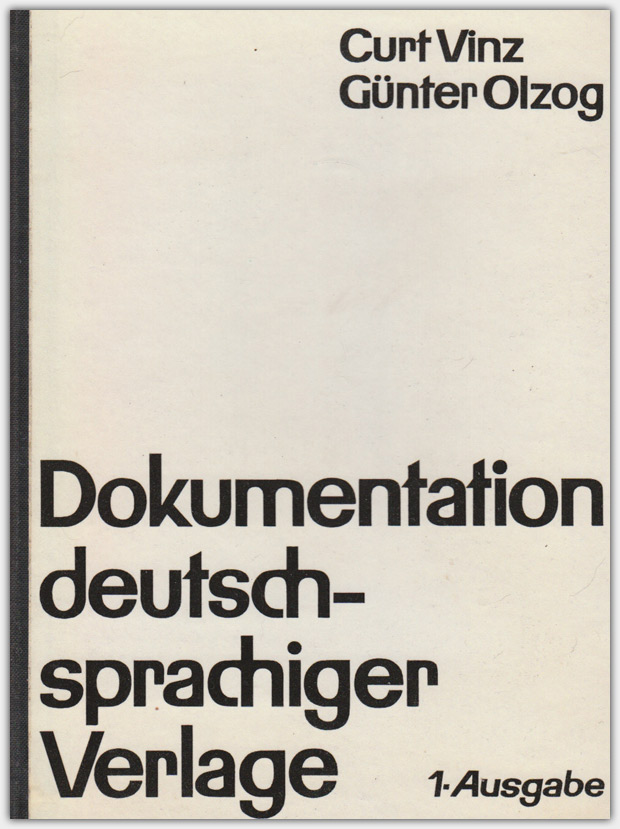 Curt Vinz
Günter Olzog
Dokumentation
deutsch-
sprachiger
Verlage
1. Ausgabe